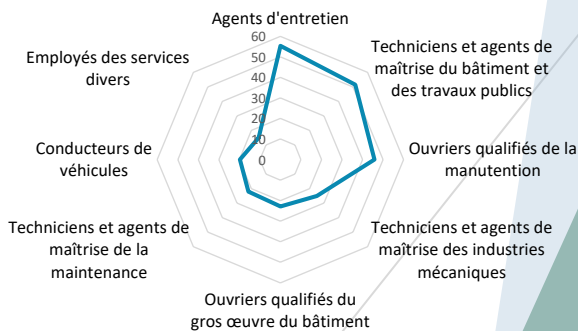 Agents d'entretien
60
50
40
30
20
10
0
Techniciens et agents de
maîtrise du bâtiment et
des travaux publics
Ouvriers qualifiés de la
manutention
Techniciens et agents de
maîtrise des industries
mécaniques
Ouvriers qualifiés du
gros œuvre du bâtiment
Techniciens et agents de
maîtrise de la
maintenance
Conducteurs de
véhicules
Employés des services
divers